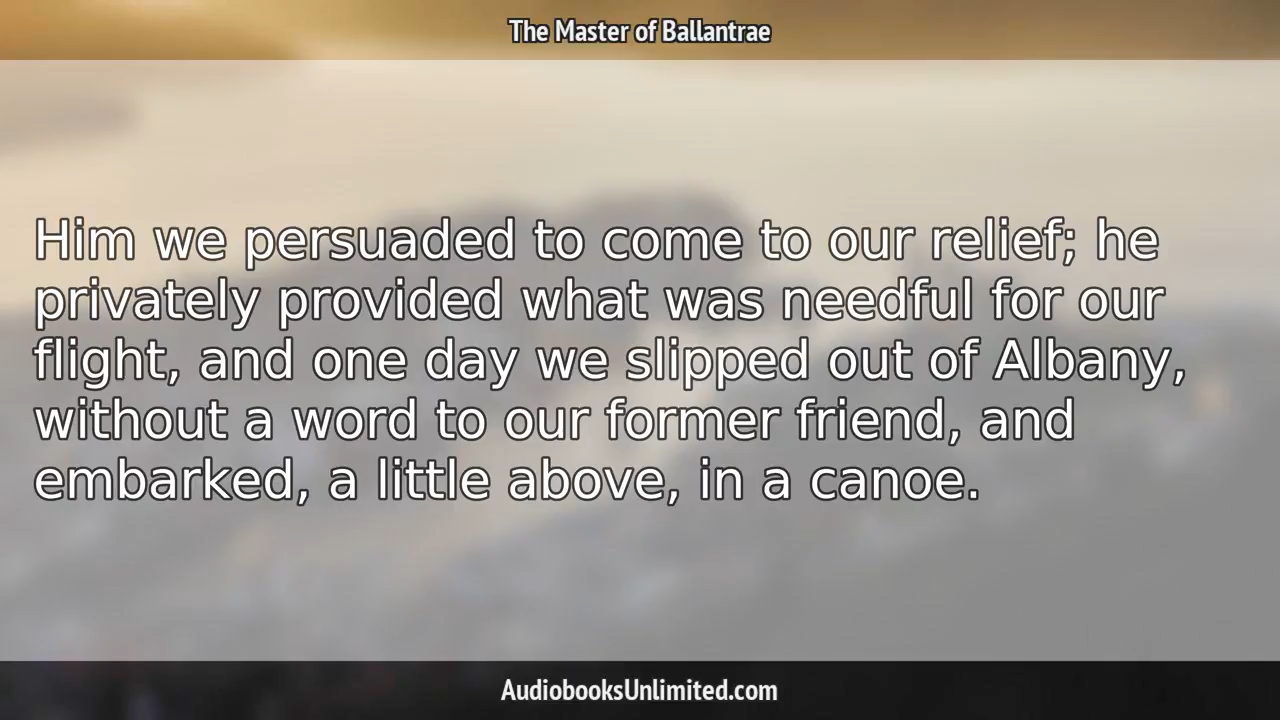 The Master of Ballantrae
Him we persuaded to come to our relief; he
privately provided what was needful for our
flight, and one day we slipped out of Albany,
without a word to our former friend, and
embarked, a little above, in a canoe.
AudiobooksUnlimited.com